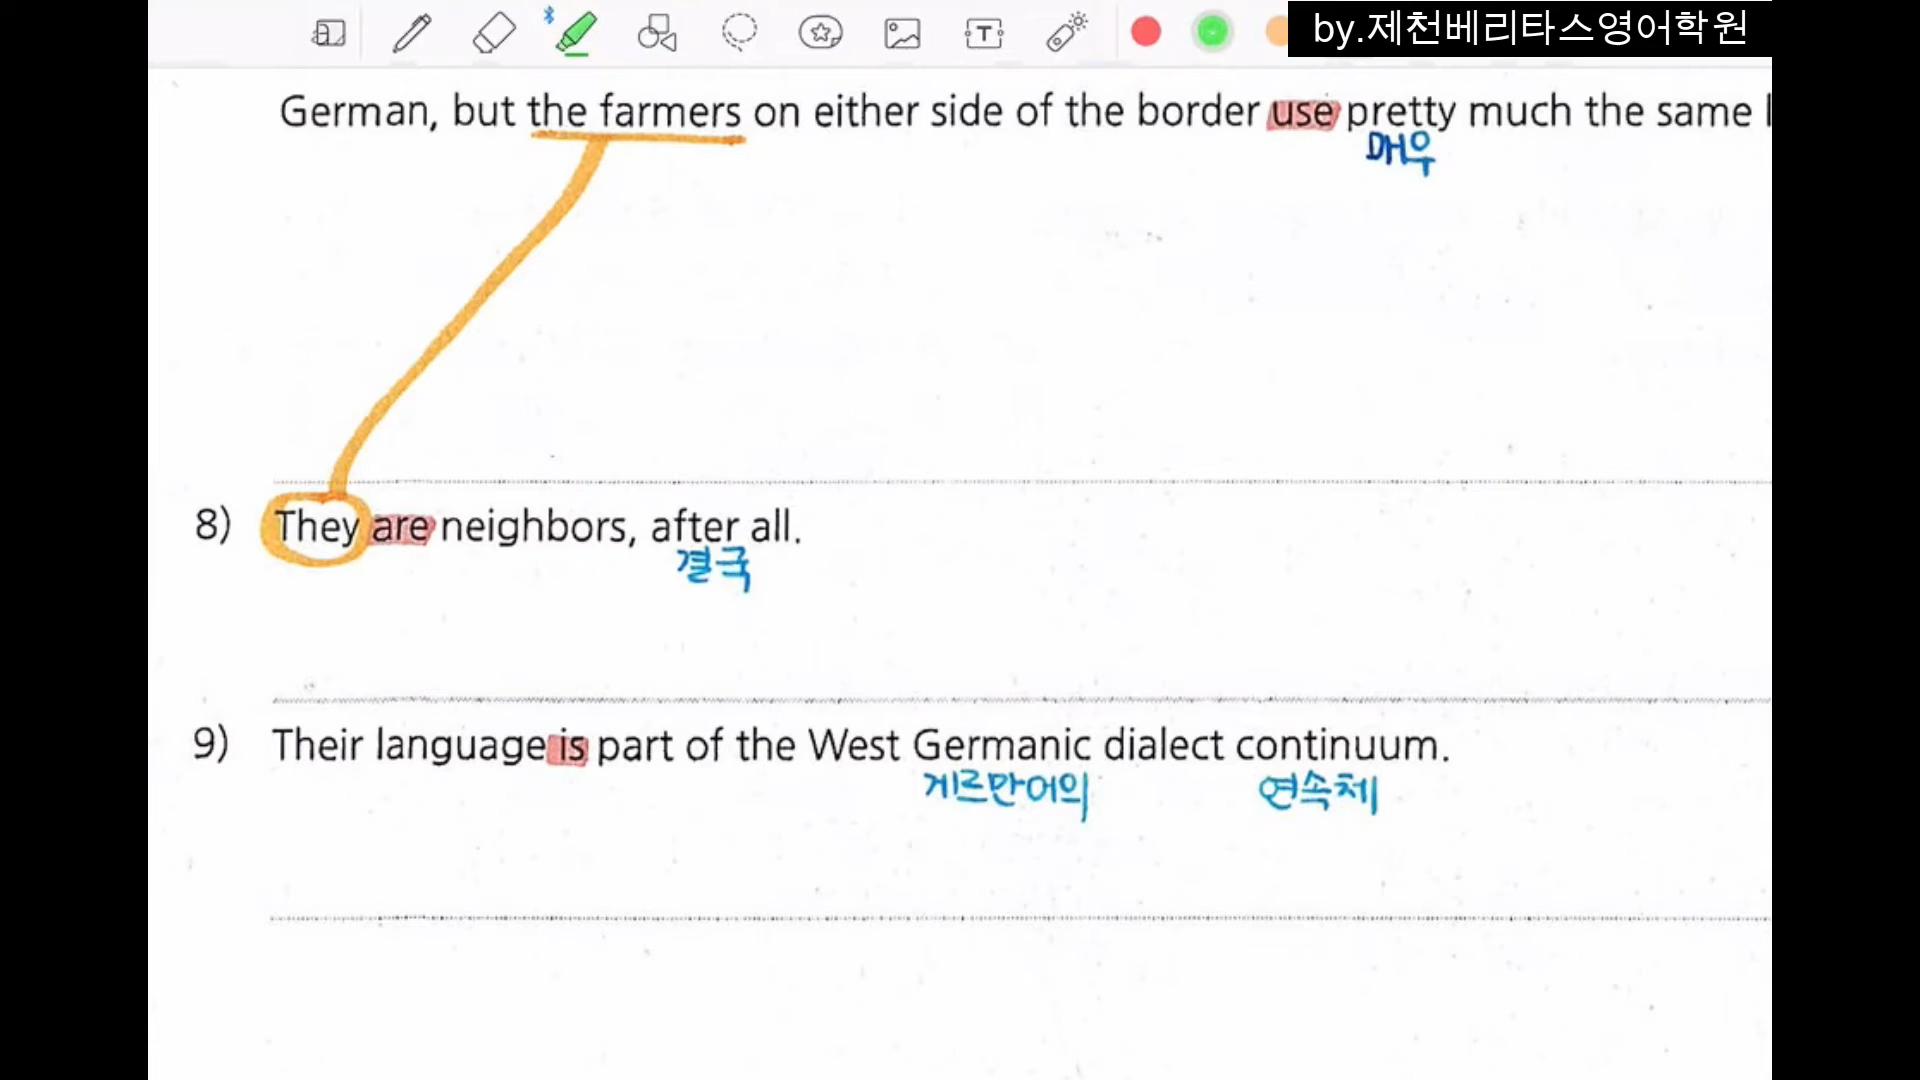 by.제천베리타스영어학원
German, but the farmers on either side of the border use pretty much the same
매우
8) They are neighbors, after all.
결국
9) Their language is part of the West Germanic dialect continuum.
게르만어의 연속체